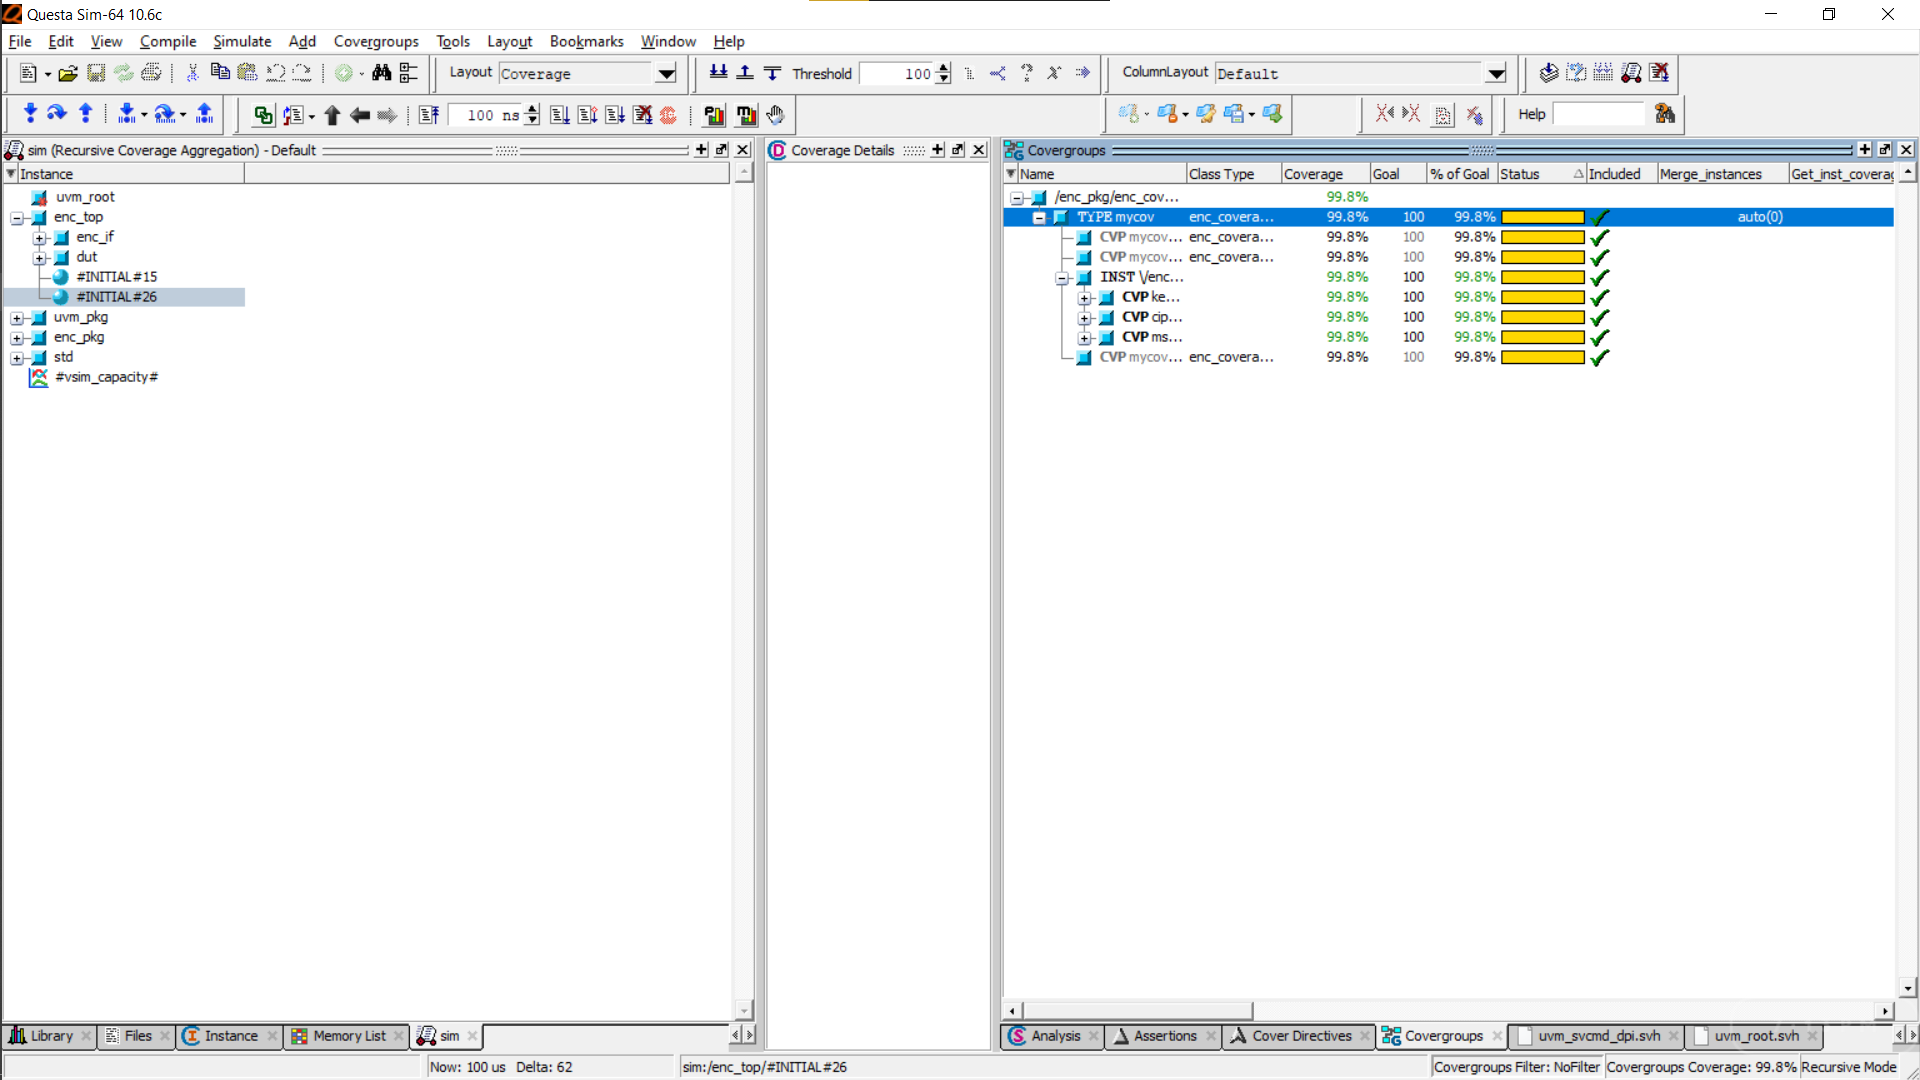 Questa Sim-64 10.6c
File Edit View Compile Simulate Add Covergroups Tools Layout Bookmarks Window Help
Layout Coverage Threshold 100 ColumnLayout Default
100 ns Help
sim (Recursive Coverage Aggregation) - Default
Instance
uvm_root
enc_top
enc_if
dut
#INITIAL#15
#INITIAL#26
uvm_pkg
enc_pkg
std
#vsim_capacity#
Coverage Details
Covergroups
Name Class Type Coverage Goal % of Goal Status Included Merge_instances Get_inst_coverag
/enc_pkg/enc_cov... 99.8%
TYPE mycov enc_covera... 99.8% 100 99.8% auto(0)
CVP mycov... enc_covera... 99.8% 100 99.8%
CVP mycov... enc_covera... 99.8% 100 99.8%
INST \/enc... 99.8% 100 99.8%
CVP ke... 99.8% 100 99.8%
CVP cip... 99.8% 100 99.8%
CVP ms... 99.8% 100 99.8%
CVP mycov... enc_covera... 99.8% 100 99.8%
Library Files Instance Memory List sim
Analysis Assertions Cover Directives Covergroups uvm_svcmd_dpi.svh uvm_root.svh
Now: 100 us Delta: 62 sim:/enc_top/#INITIAL#26 Covergroups Filter: NoFilter Covergroups Coverage: 99.8% Recursive Mode